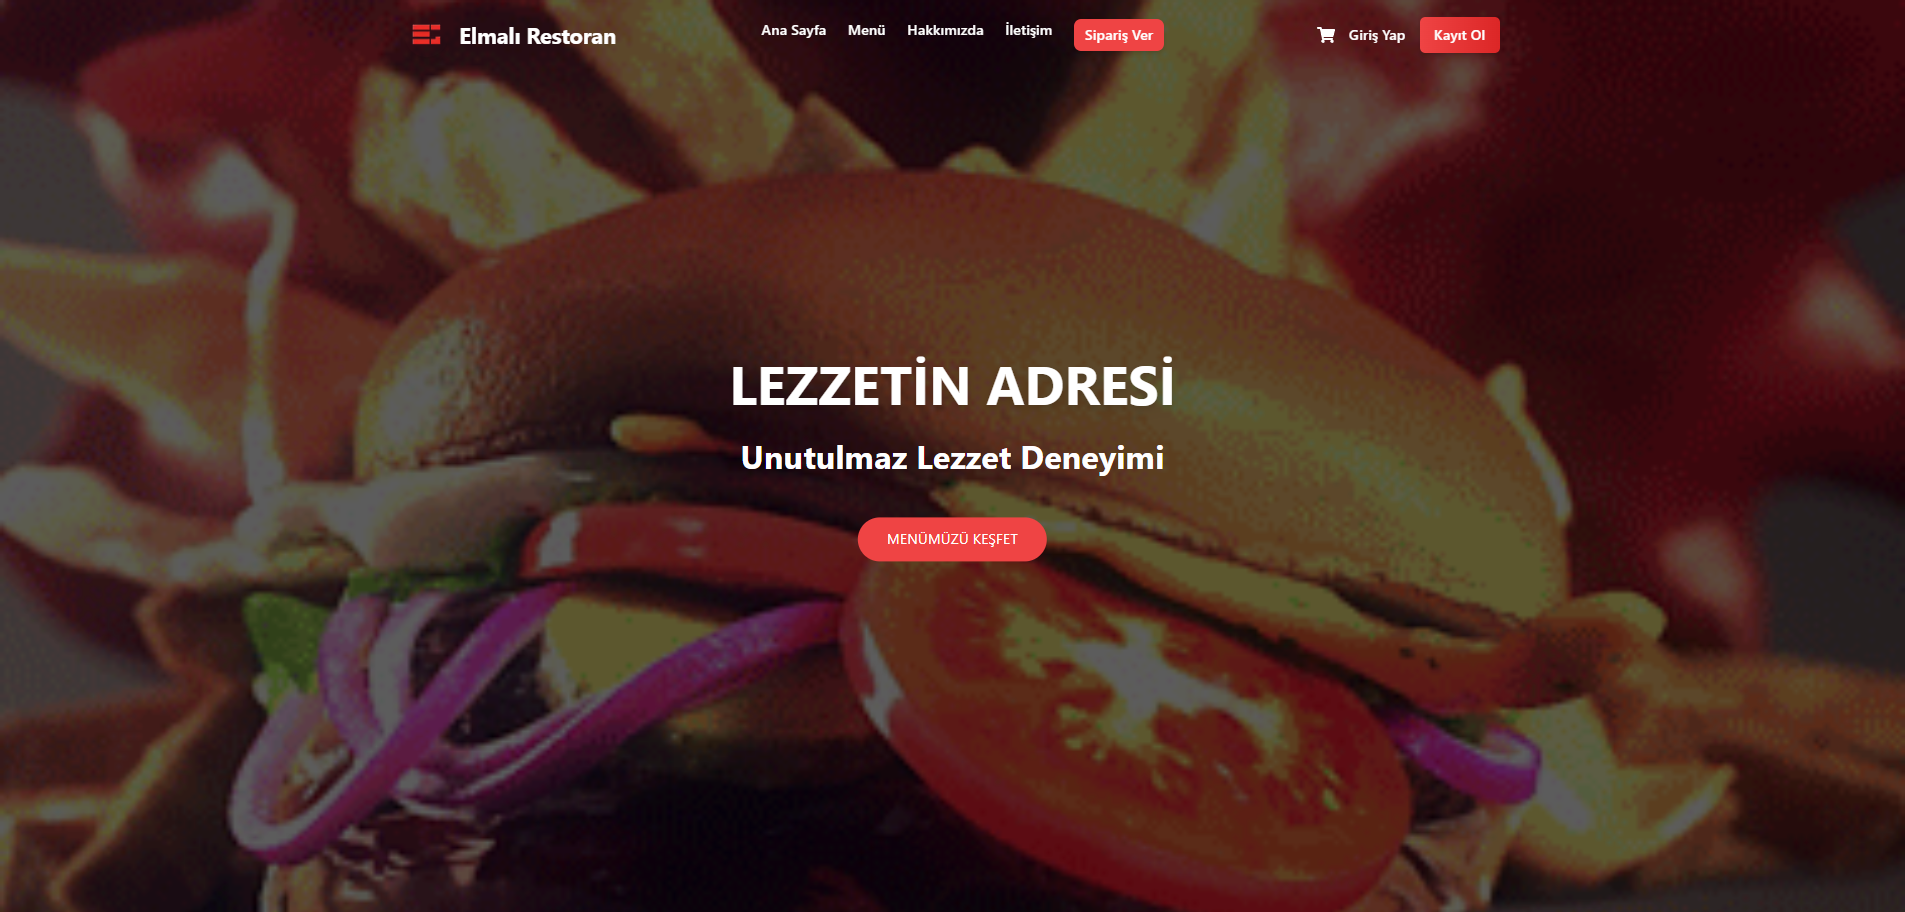 Elmalı Restoran
Ana Sayfa Menü Hakkımızda İletişim Sipariş Ver
Giriş Yap Kayıt Ol
LEZZETİN ADRESİ
Unutulmaz Lezzet Deneyimi
MENÜMÜZÜ KEŞFET